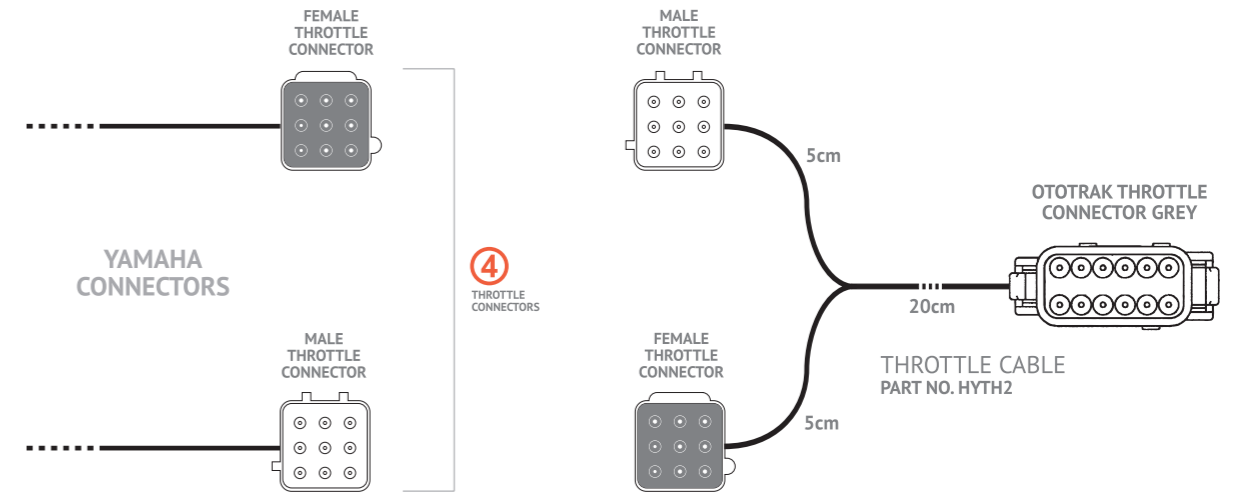 FEMALE
THROTTLE
CONNECTOR
MALE
THROTTLE
CONNECTOR
5cm
OTOTRAK THROTTLE
CONNECTOR GREY
YAMAHA
CONNECTORS
4
THROTTLE
CONNECTORS
20cm
MALE
THROTTLE
CONNECTOR
FEMALE
THROTTLE
CONNECTOR
THROTTLE CABLE
PART NO. HYTH2
5cm